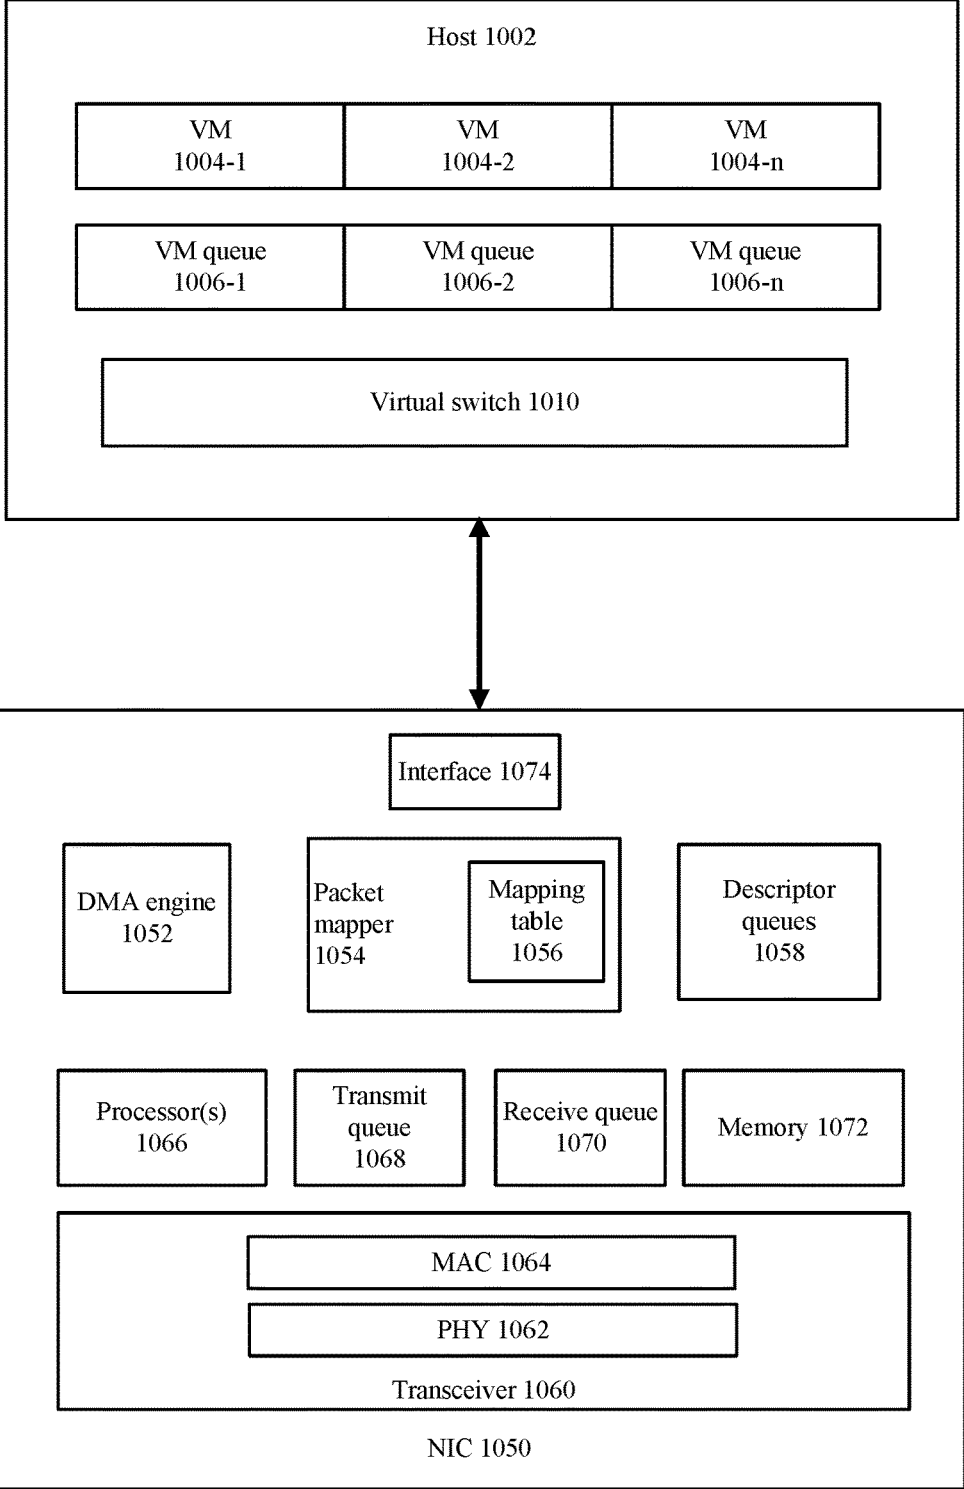 Host 1002
VM
1004-1
VM
1004-2
VM
1004-n
VM queue
1006-1
VM queue
1006-2
VM queue
1006-n
Virtual switch 1010
Interface 1074
DMA engine
1052
Packet
mapper
1054
Mapping
table
1056
Descriptor
queues
1058
Processor(s)
1066
Transmit
queue
1068
Receive queue
1070
Memory 1072
MAC 1064
PHY 1062
Transceiver 1060
NIC 1050